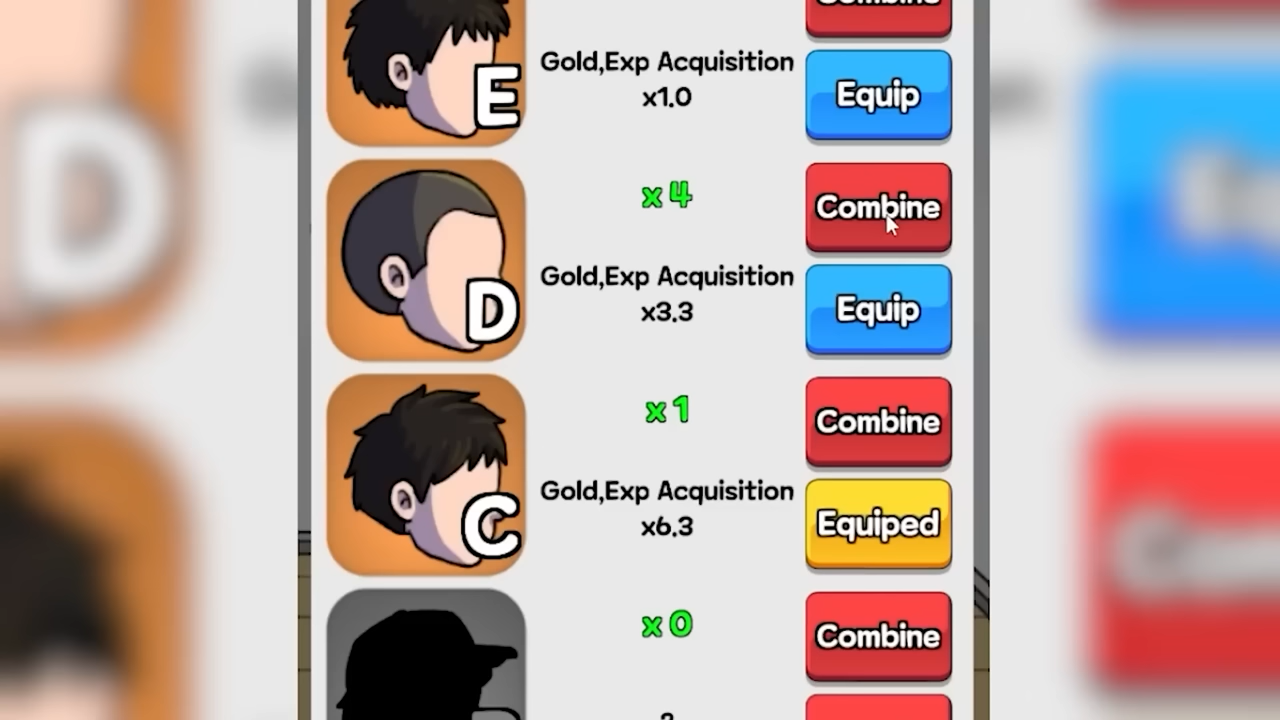 Combine
E
Gold,Exp Acquisition
x1.0
Equip
D
x 4
Combine
Gold,Exp Acquisition
x3.3
Equip
C
x 1
Combine
Gold,Exp Acquisition
x6.3
Equiped
x 0
Combine